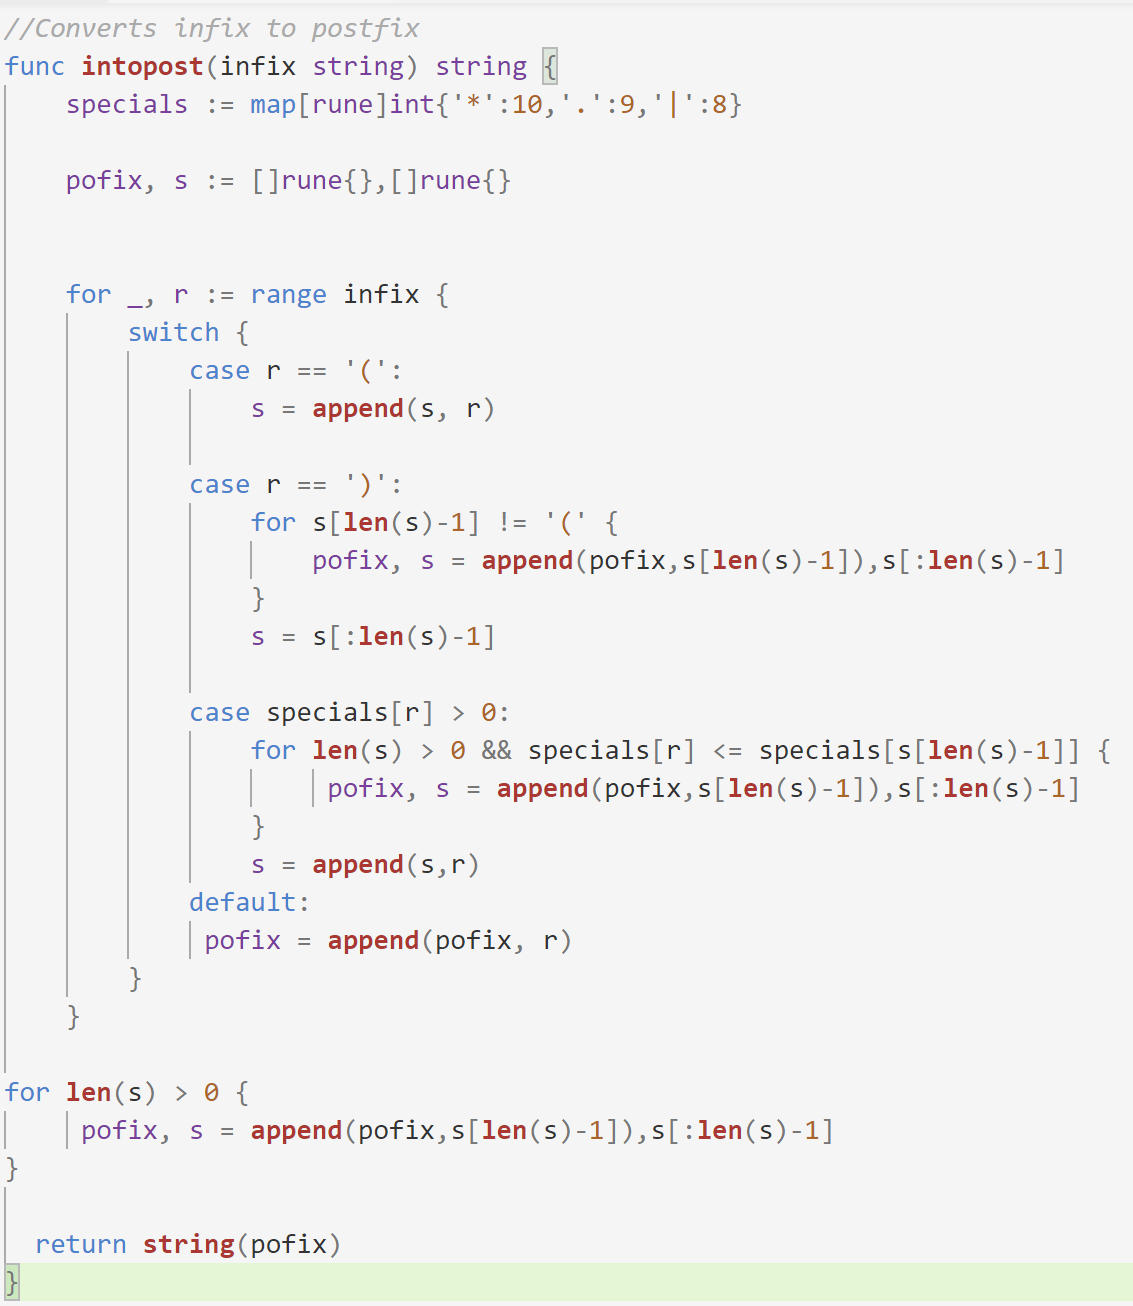 //Converts infix to postfix
func intopost(infix string) string {
    specials := map[rune]int{'*':10,'.':9,'|':8}

    pofix, s := []rune{},[]rune{}


    for _, r := range infix {
        switch {
            case r == '(':
                s = append(s, r)

            case r == ')':
                for s[len(s)-1] != '(' {
                    pofix, s = append(pofix,s[len(s)-1]),s[:len(s)-1]
                }
                s = s[:len(s)-1]

            case specials[r] > 0:
                for len(s) > 0 && specials[r] <= specials[s[len(s)-1]] {
                     pofix, s = append(pofix,s[len(s)-1]),s[:len(s)-1]
                }
                s = append(s,r)
            default:
             pofix = append(pofix, r)
        }
    }

for len(s) > 0 {
     pofix, s = append(pofix,s[len(s)-1]),s[:len(s)-1]
}

  return string(pofix)
}